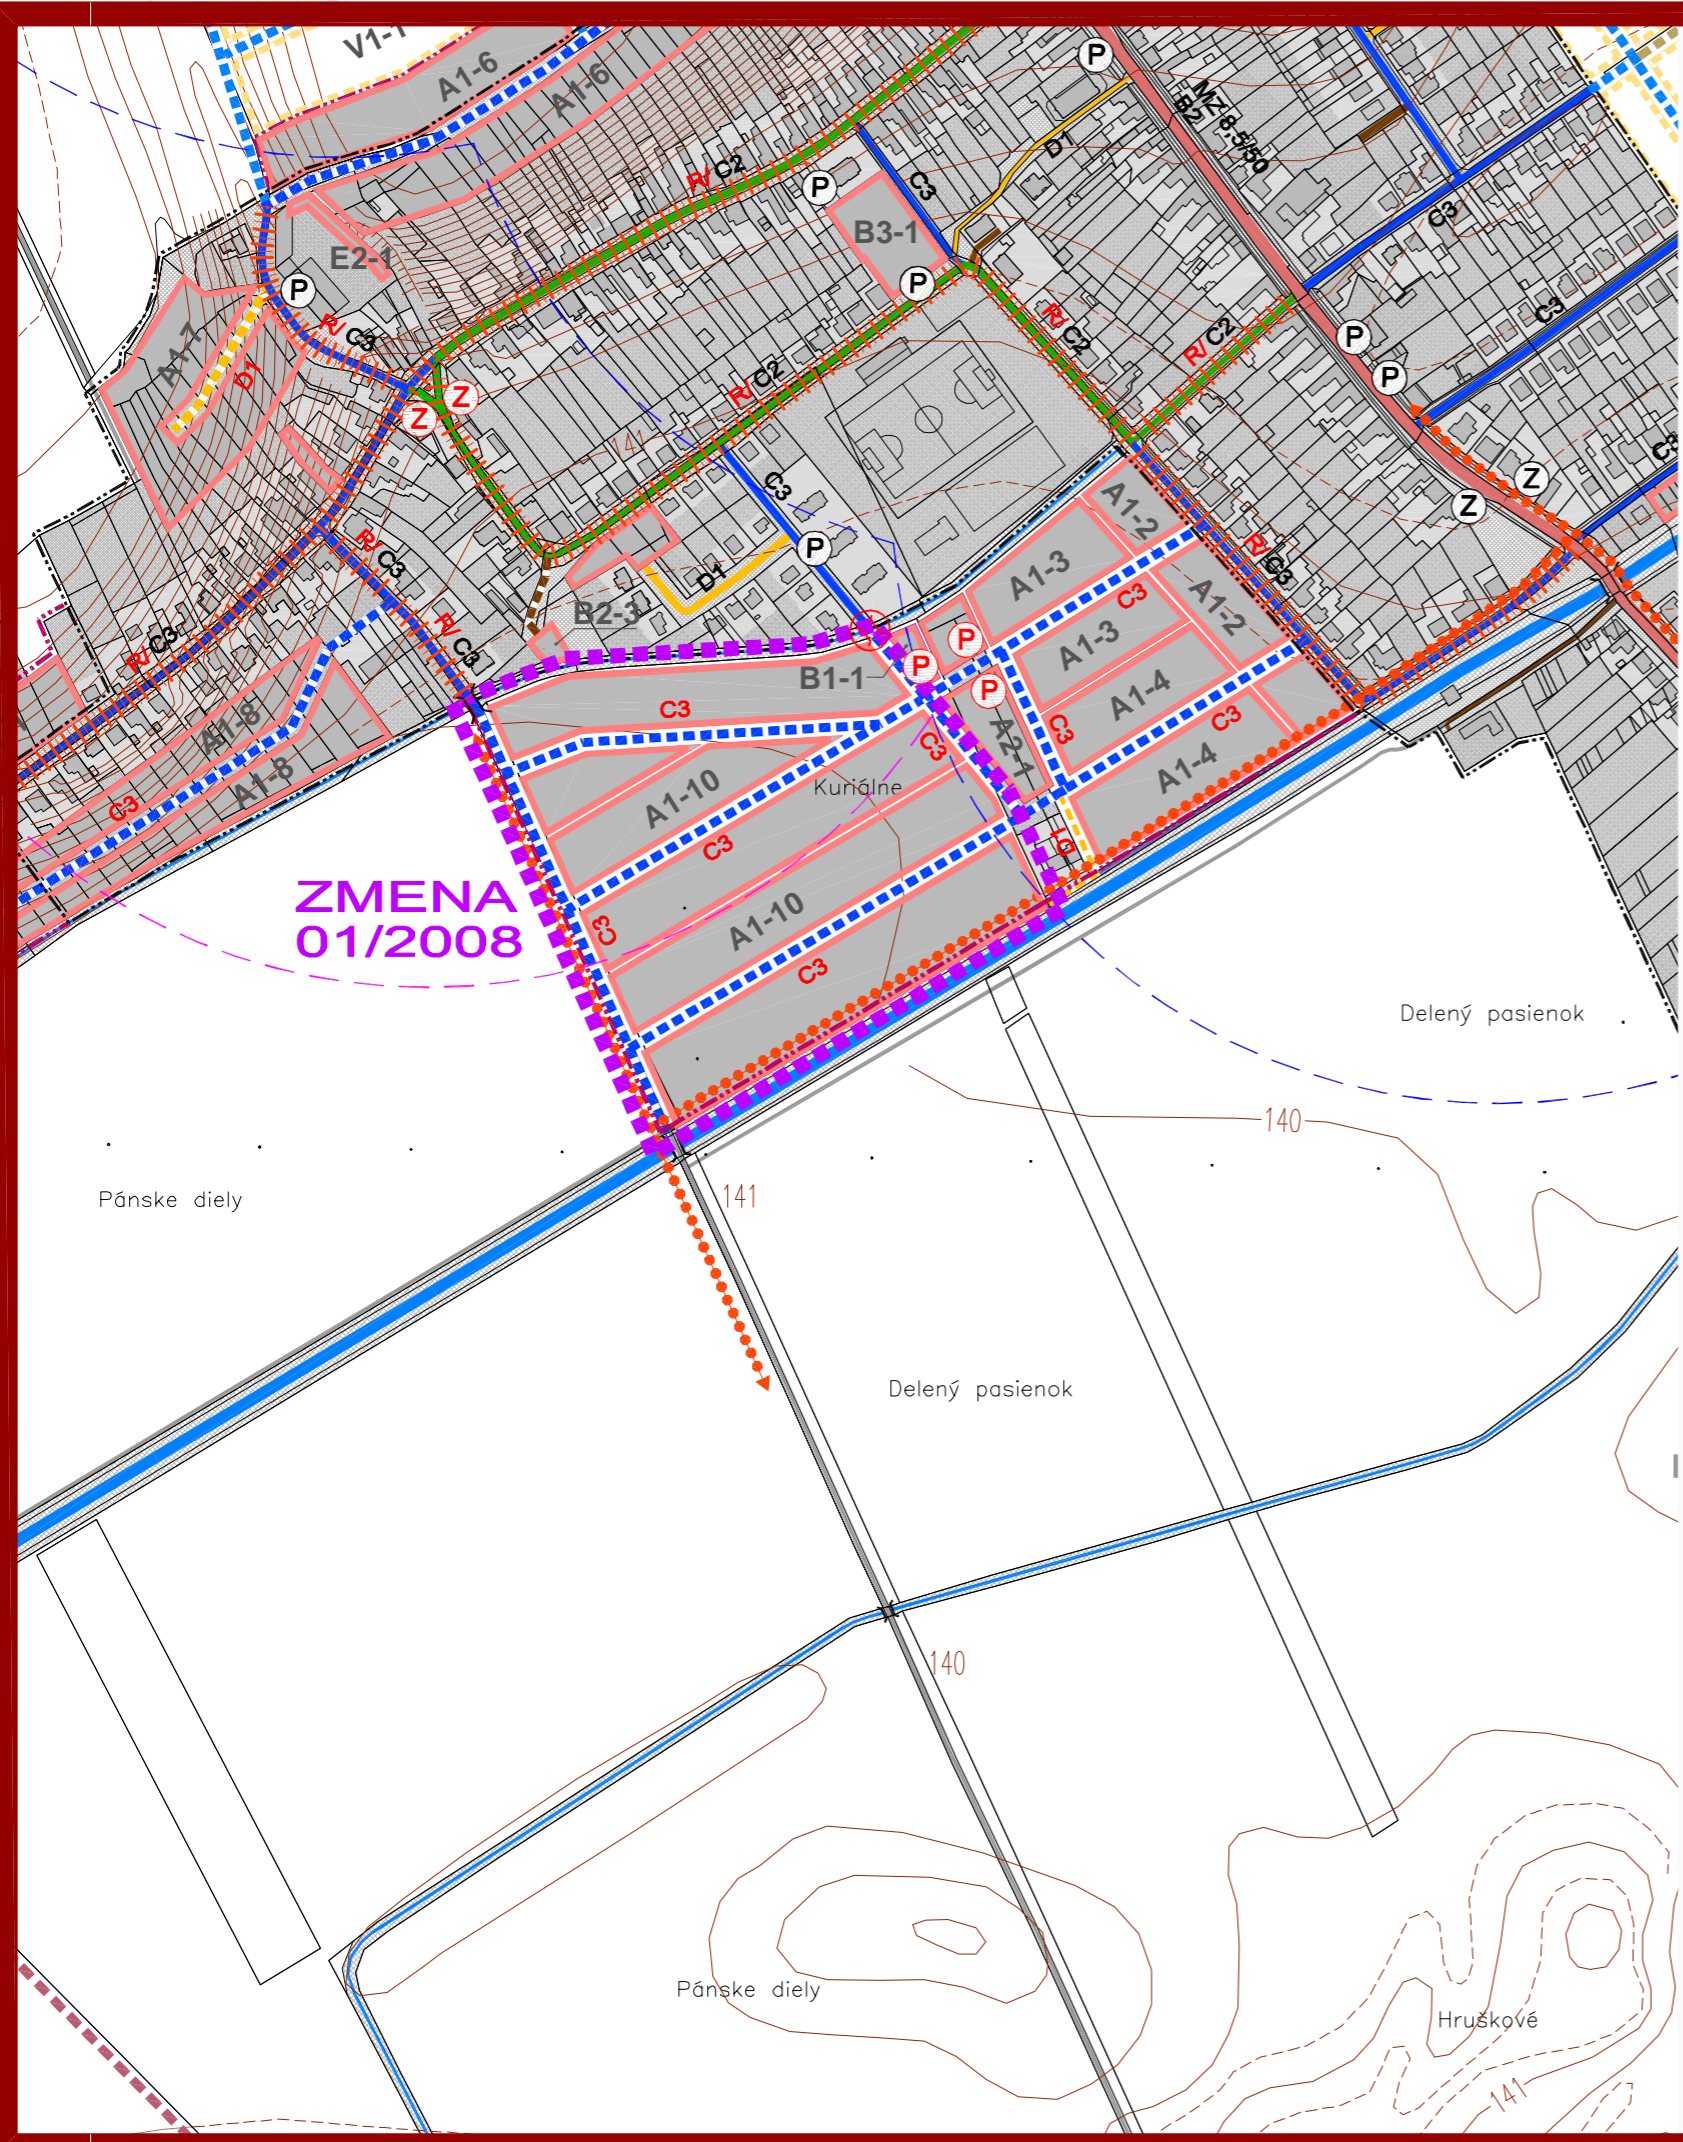 V1-1
A1-6
A1-6
P
MZ 8.5/50
B2
D1
R/ C2
P
C3
C3
B3-1
E2-1
P
P
R/ C3
A1-7
D1
R/ C2
R/ C2
C3
P
P
Z
Z
R/ C2
141
C3
A1-2
Z
Z
C3
P
R/ C3
R/ C3
A1-3
D1
A1-2
C3
B2-3
A1-3
P
R/ C3
R/ C3
P
B1-1
P
A1-4
C3
A2-1
C3
C3
C3
A1-8
A1-8
C3
A1-10
Kuriálne
A1-4
D1
C3
ZMENA
01/2008
A1-10
C3
C3
Delený pasienok
140
Pánske diely
141
Delený pasienok
140
Pánske diely
Hruškové
141